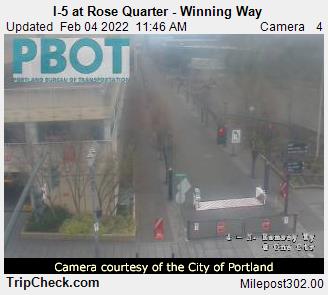 I-5 at Rose Quarter - Winning Way
Updated Feb 04 2022 11:46 AM Camera 4
PBOT
PORTLAND BUREAU OF TRANSPORTATION
Camera courtesy of the City of Portland
TripCheck.com Milepost302.00